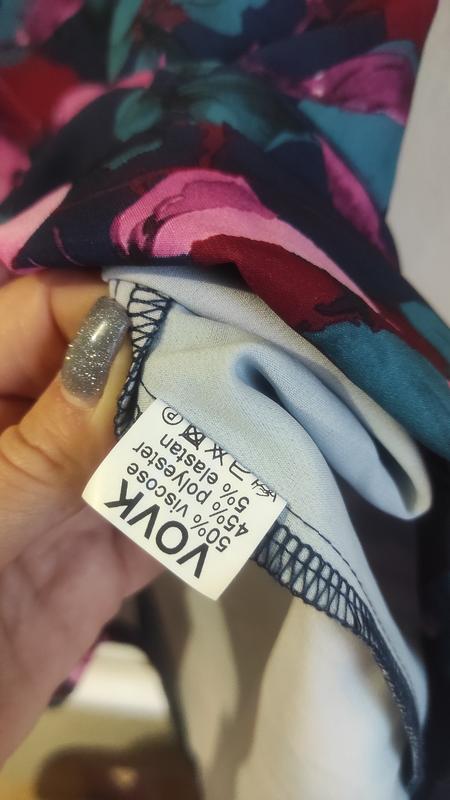 VOVK
50% viscose
45% polyester
5% elastan
P